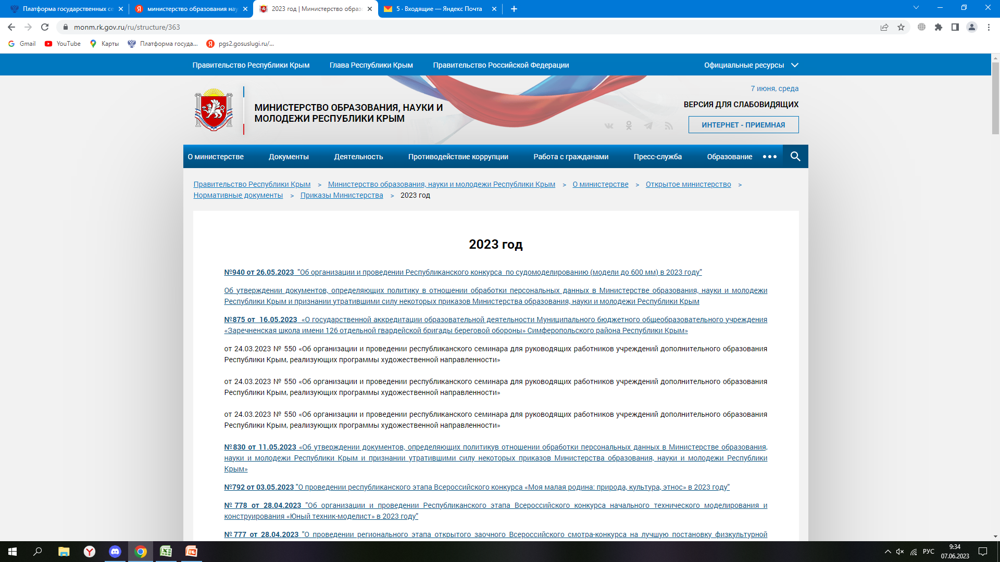 Платформа государственных се
министерство образования нау
2023 год | Министерство образ
5 · Входящие — Яндекс Почта
monm.rk.gov.ru/ru/structure/363
Gmail
YouTube
Карты
Платформа госуда...
pgs2.gosuslugi.ru/...
Правительство Республики Крым
Глава Республики Крым
Правительство Российской Федерации
Официальные ресурсы
7 июня, среда
МИНИСТЕРСТВО ОБРАЗОВАНИЯ, НАУКИ И
МОЛОДЕЖИ РЕСПУБЛИКИ КРЫМ
ВЕРСИЯ ДЛЯ СЛАБОВИДЯЩИХ
ИНТЕРНЕТ - ПРИЕМНАЯ
О министерстве
Документы
Деятельность
Противодействие коррупции
Работа с гражданами
Пресс-служба
Образование
Правительство Республики Крым > Министерство образования, науки и молодежи Республики Крым > О министерстве > Открытое министерство >
Нормативные документы > Приказы Министерства > 2023 год
2023 год
№940 от 26.05.2023 "Об организации и проведении Республиканского конкурса по судомоделированию (модели до 600 мм) в 2023 году"
Об утверждении документов, определяющих политику в отношении обработки персональных данных в Министерстве образования, науки и молодежи
Республики Крым и признании утратившими силу некоторых приказов Министерства образования, науки и молодежи Республики Крым
№875 от 16.05.2023 «О государственной аккредитации образовательной деятельности Муниципального бюджетного общеобразовательного учреждения
«Заречненская школа имени 126 отдельной гвардейской бригады береговой обороны» Симферопольского района Республики Крым»
от 24.03.2023 № 550 «Об организации и проведении республиканского семинара для руководящих работников учреждений дополнительного образования
Республики Крым, реализующих программы художественной направленности»
от 24.03.2023 № 550 «Об организации и проведении республиканского семинара для руководящих работников учреждений дополнительного образования
Республики Крым, реализующих программы художественной направленности»
от 24.03.2023 № 550 «Об организации и проведении республиканского семинара для руководящих работников учреждений дополнительного образования
Республики Крым, реализующих программы художественной направленности»
№830 от 11.05.2023 «Об утверждении документов, определяющих политикув отношении обработки персональных данных в Министерстве образования,
науки и молодежи Республики Крым и признании утратившими силу некоторых приказов Министерства образования, науки и молодежи Республики
Крым»
№792 от 03.05.2023 "О проведении республиканского этапа Всероссийского конкурса «Моя малая родина: природа, культура, этнос» в 2023 году"
№ 778 от 28.04.2023 "Об организации и проведении Республиканского этапа Всероссийского конкурса начального технического моделирования и
конструирования «Юный техник-моделист» в 2023 году"
№ 777 от 28.04.2023 "О проведении регионального этапа открытого заочного Всероссийского смотра-конкурса на лучшую постановку физкультурной
РУС
9:34
07.06.2023